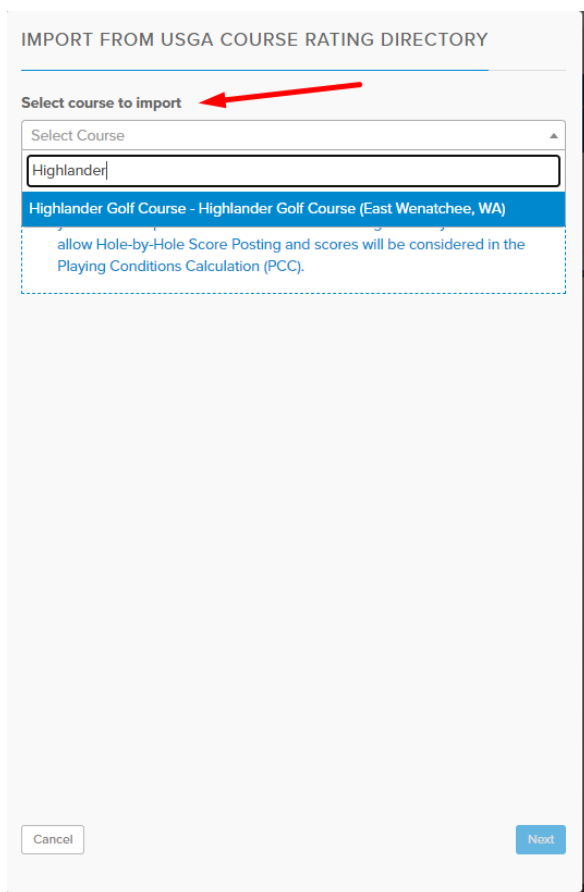 IMPORT FROM USGA COURSE RATING DIRECTORY
Select course to import
Select Course
Highlander
Highlander Golf Course - Highlander Golf Course (East Wenatchee, WA)
allow Hole-by-Hole Score Posting and scores will be considered in the
Playing Conditions Calculation (PCC).
Cancel
Next